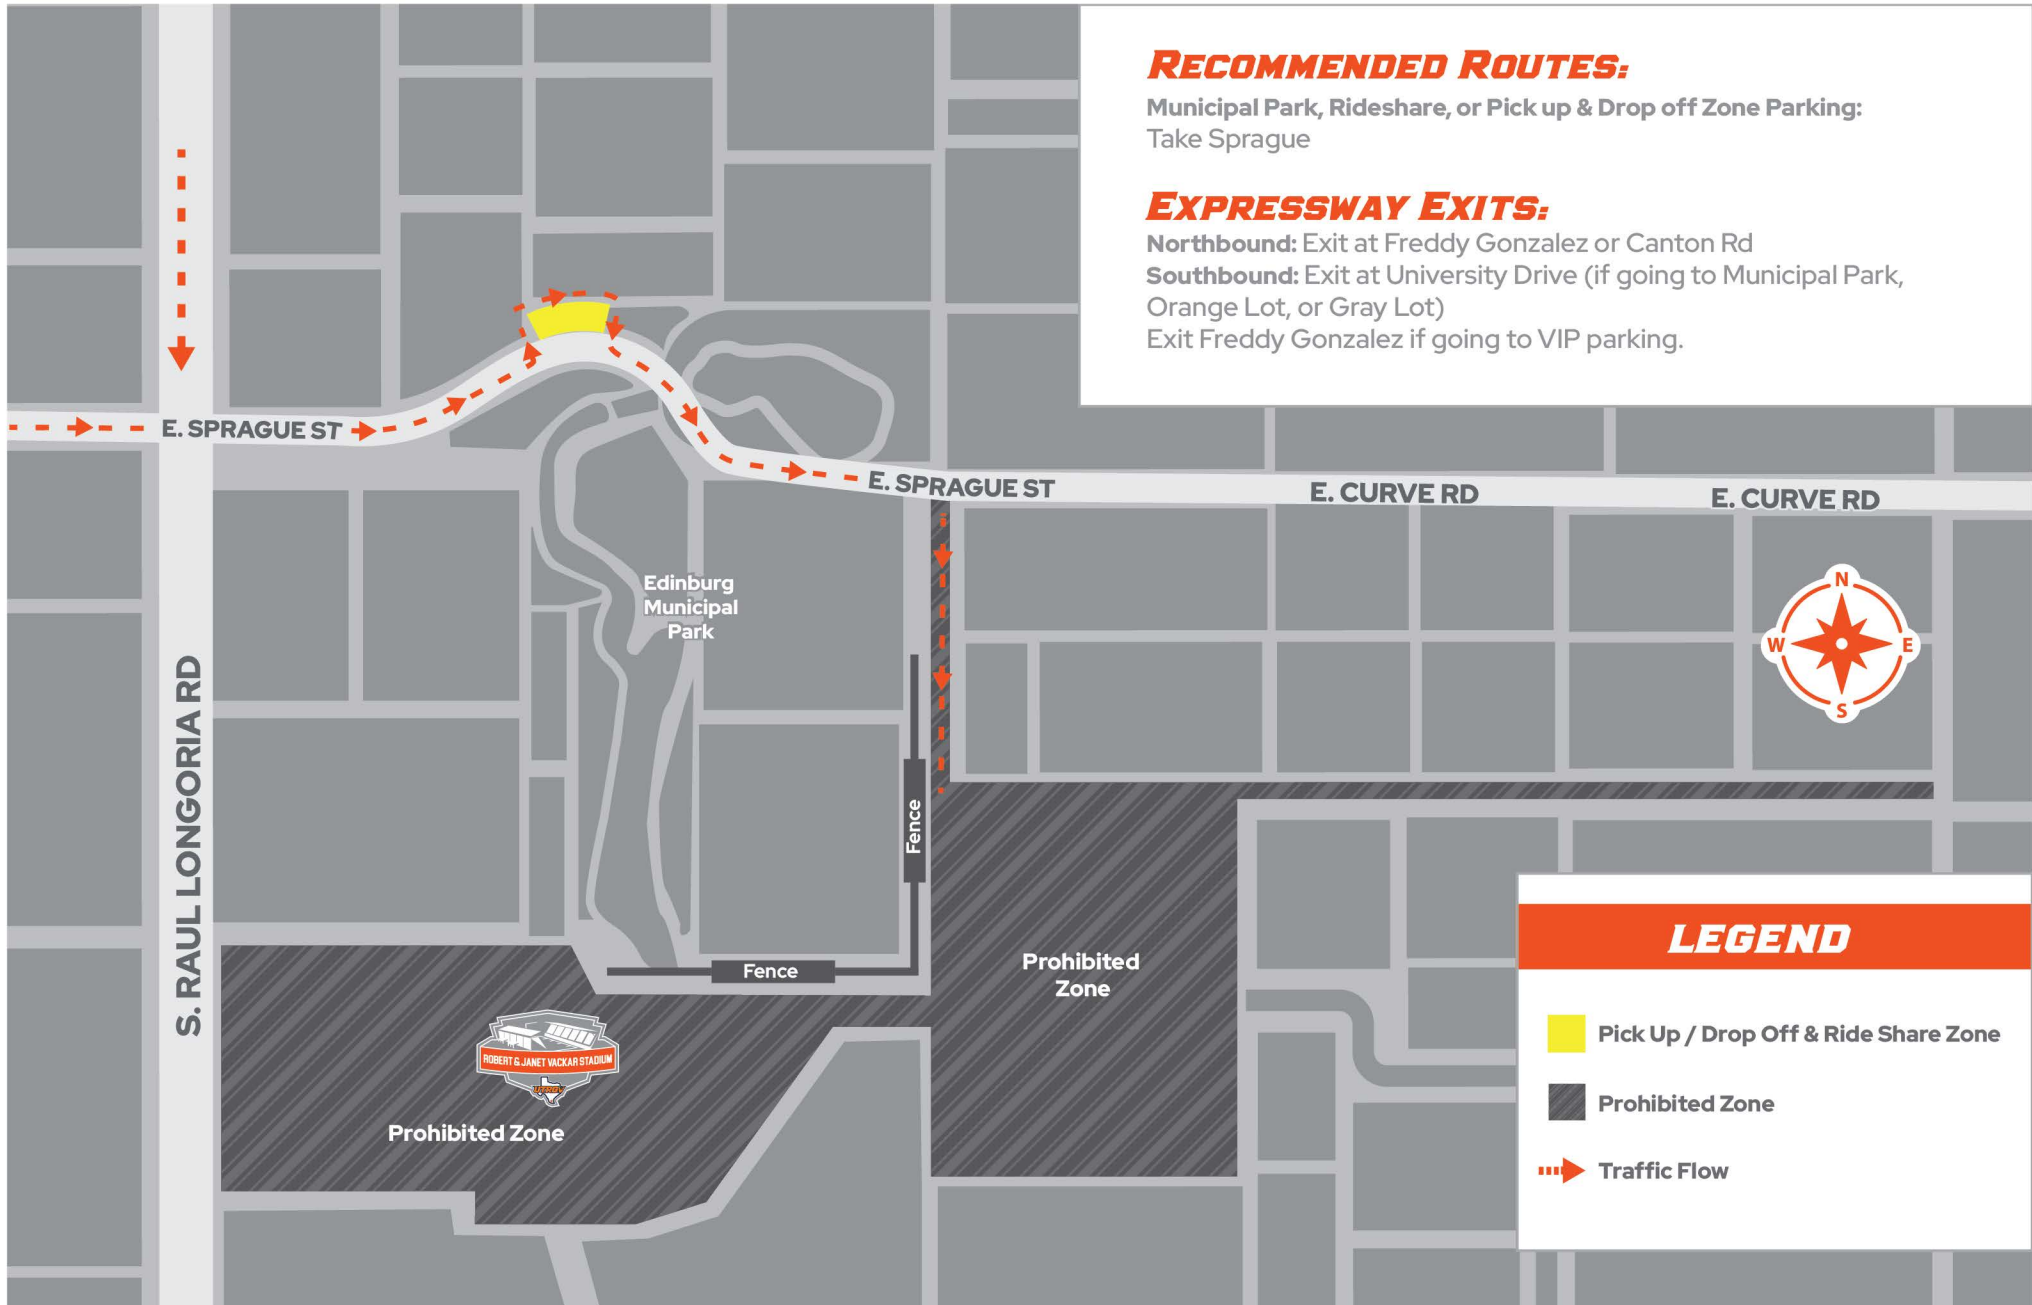 RECOMMENDED ROUTES:
Municipal Park, Rideshare, or Pick up & Drop off Zone Parking:
Take Sprague
EXPRESSWAY EXITS:
Northbound: Exit at Freddy Gonzalez or Canton Rd
Southbound: Exit at University Drive (if going to Municipal Park,
Orange Lot, or Gray Lot)
Exit Freddy Gonzalez if going to VIP parking.
E. SPRAGUE ST
E. SPRAGUE ST
E. CURVE RD
E. CURVE RD
N
W
E
S
Edinburg
Municipal
Park
S. RAUL LONGORIA RD
Fence
Fence
Prohibited
Zone
ROBERT & JANET VACKAR STADIUM
UTRGV
Prohibited Zone
LEGEND
Pick Up / Drop Off & Ride Share Zone
Prohibited Zone
Traffic Flow